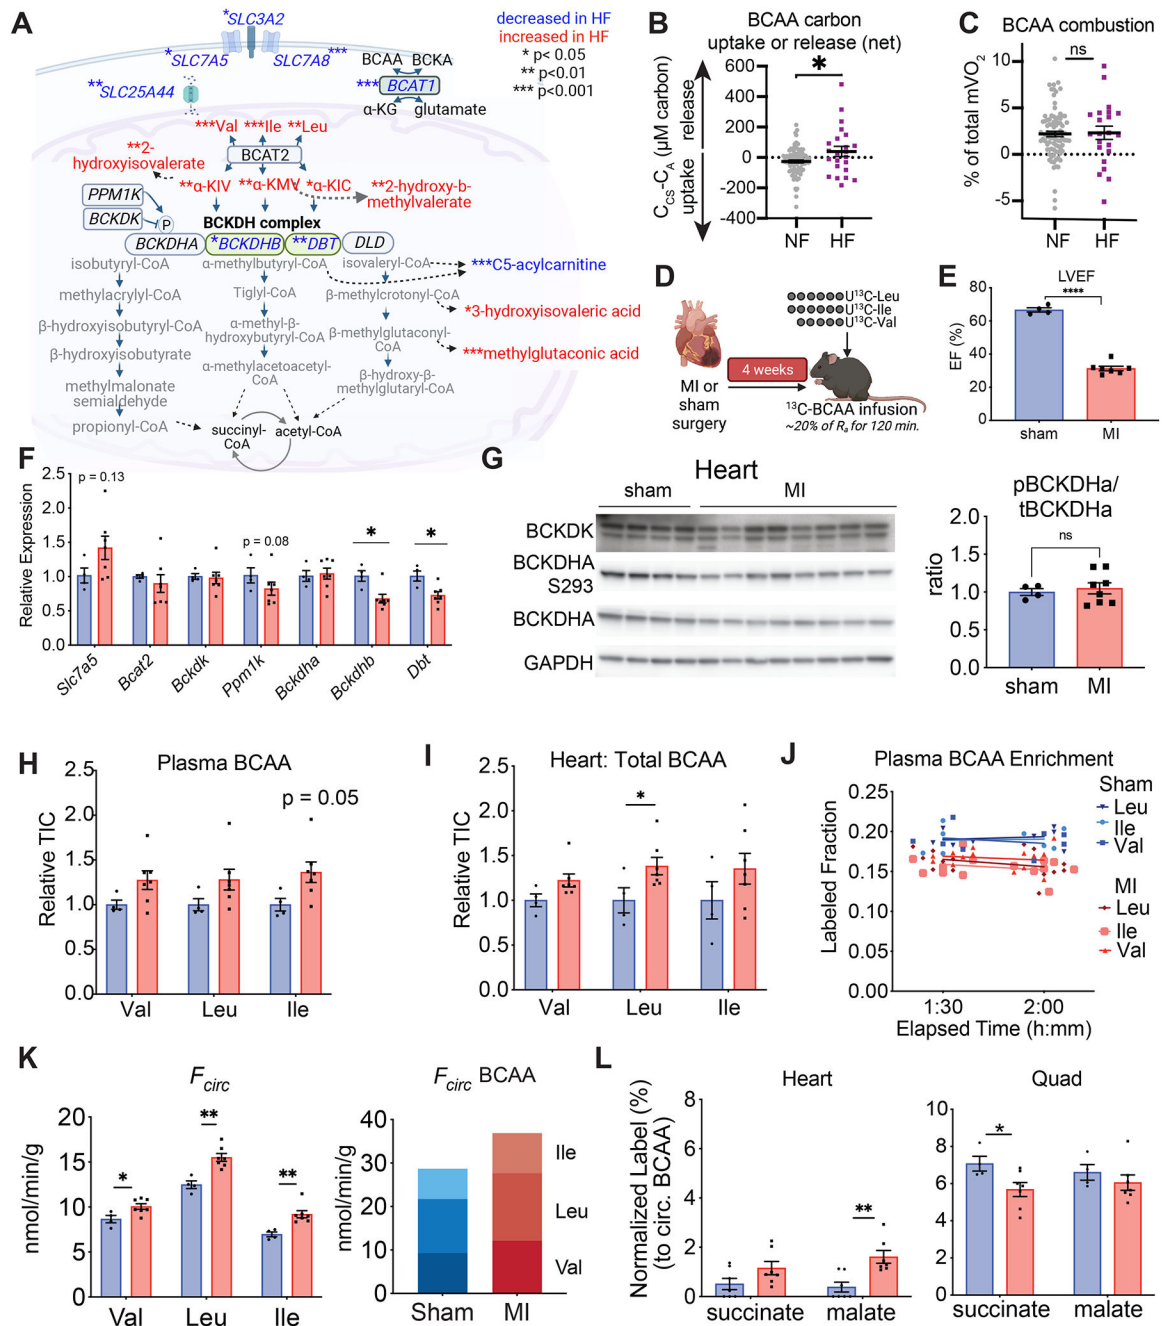 A
*SLC3A2
*
SLC7A5
SLC7A8***
**SLC25A44
BCAA BCKA
***BCAT1
α-KG glutamate
decreased in HF
increased in HF
* p< 0.05
** p<0.01
*** p<0.001
***Val ***Ile **Leu
BCAT2
**2-
hydroxyisovalerate
**α-KIV **α-KMV *α-KIC
**2-hydroxy-b-
methylvalerate
PPM1K
BCKDK
P
BCKDH complex
BCKDHA *BCKDHB **DBT DLD
isobutyryl-CoA α-methylbutyryl-CoA isovaleryl-CoA
***C5-acylcarnitine
methylacrylyl-CoA
Tiglyl-CoA
β-methylcrotonyl-CoA
*3-hydroxyisovaleric acid
β-hydroxyisobutyryl-CoA
α-methyl-β-
hydroxybutyryl-CoA
β-methylglutaconyl-
CoA
***methylglutaconic acid
β-hydroxyisobutyrate
α-methylacetoacetyl-
CoA
β-hydroxy-β-
methylglutaryl-CoA
methylmalonate
semialdehyde
propionyl-CoA
succinyl-
CoA
acetyl-CoA
B
BCAA carbon
uptake or release (net)
CCS-CA (μM carbon)
uptake release
600
400
200
0
-200
-400
*
NF HF
C
BCAA combustion
% of total mVO2
10
5
0
-5
ns
NF HF
D
U13C-Leu
U13C-Ile
U13C-Val
4 weeks
MI or
sham
surgery
13C-BCAA infusion
~20% of Ra for 120 min.
E
LVEF
****
EF (%)
80
60
40
20
0
sham MI
F
Relative Expression
2.5
2.0
1.5
1.0
0.5
0.0
p = 0.13
p = 0.08
*
*
Slc7a5
Bcat2
Bckdk
Ppm1k
Bckdha
Bckdhb
Dbt
G
Heart
sham MI
BCKDK
BCKDHA
S293
BCKDHA
GAPDH
pBCKDHa/
tBCKDHa
ratio
2.0
1.5
1.0
0.5
0.0
ns
sham MI
H
Plasma BCAA
p = 0.05
Relative TIC
2.5
2.0
1.5
1.0
0.5
0.0
Val Leu Ile
I
Heart: Total BCAA
*
Relative TIC
2.5
2.0
1.5
1.0
0.5
0.0
Val Leu Ile
J
Plasma BCAA Enrichment
Labeled Fraction
0.25
0.20
0.15
0.10
0.05
0.00
1:30 2:00
Elapsed Time (h:mm)
Sham
Leu
Ile
Val
MI
Leu
Ile
Val
K
Fcirc
nmol/min/g
20
15
10
5
0
*
**
**
Val Leu Ile
Fcirc BCAA
nmol/min/g
40
30
20
10
0
Ile
Leu
Val
Sham MI
L
Heart
Normalized Label (%)
(to circ. BCAA)
8
6
4
2
0
**
succinate malate
Quad
10
8
6
4
2
0
*
succinate malate